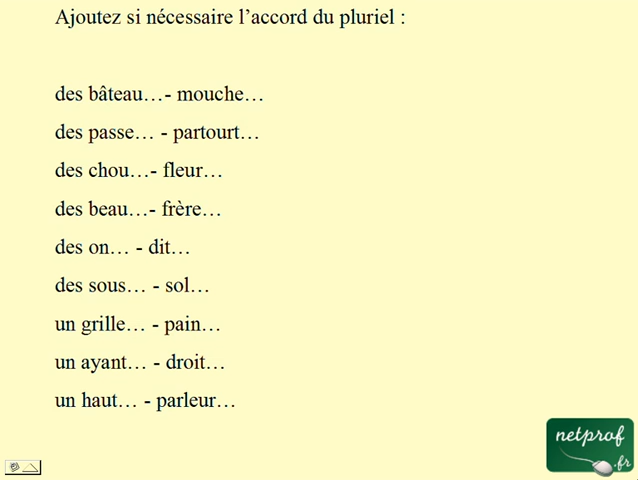 Ajoutez si nécessaire l’accord du pluriel :
des bâteau…- mouche…
des passe… - partourt…
des chou…- fleur…
des beau…- frère…
des on… - dit…
des sous… - sol…
un grille… - pain…
un ayant… - droit…
un haut… - parleur…
netprof
.fr